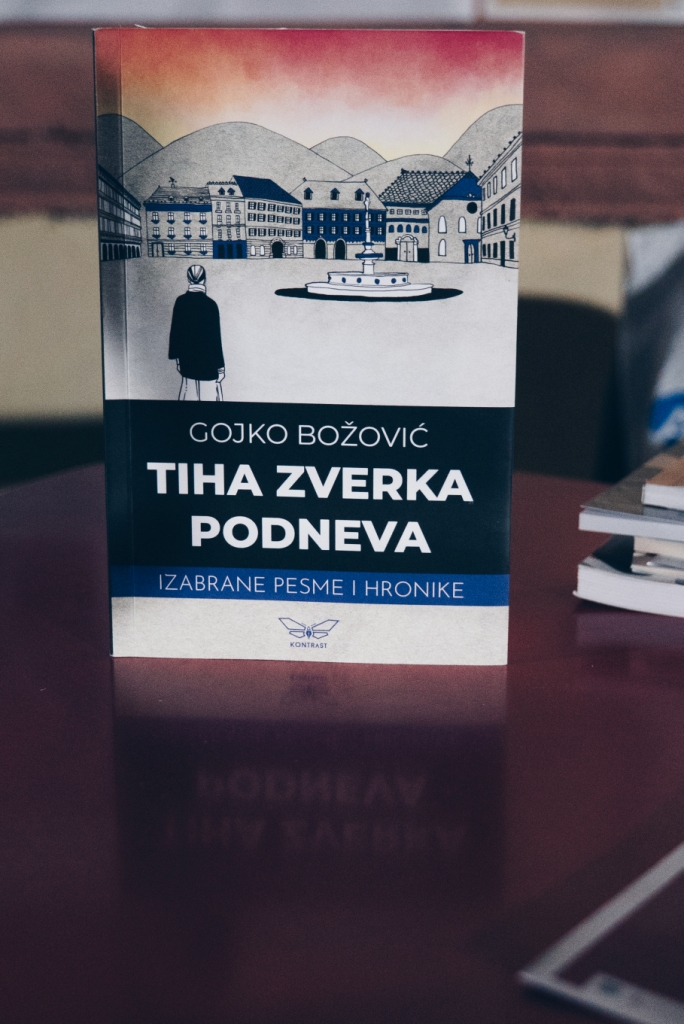 GOJKO BOŽOVIĆ
TIHA ZVERKA
PODNEVA
IZABRANE PESME I HRONIKE
KONTRAST